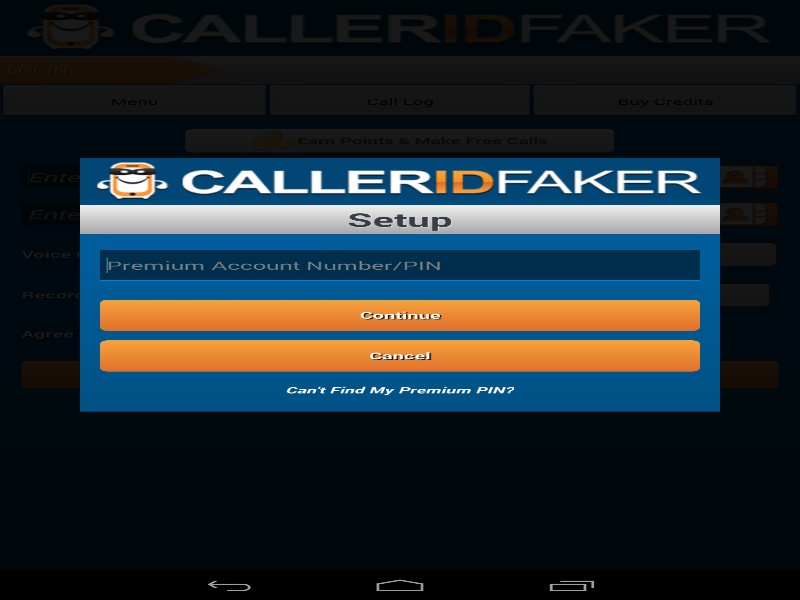 CALLERIDFAKER
LOGIN
Menu
Call Log
Buy Credits
Earn Points & Make Free Calls
Ente
CALLERIDFAKER
Setup
Ente
Voice
Premium Account Number/PIN
Record
Continue
Agree
Cancel
Can't Find My Premium PIN?